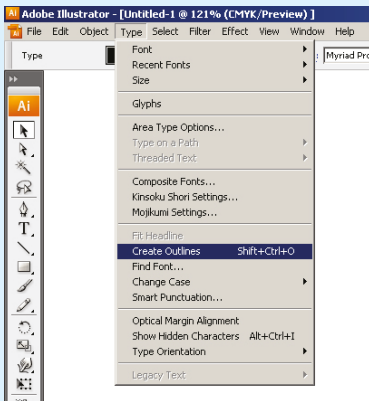 Ai Adobe Illustrator - [Untitled-1 @ 121% (CMYK/Preview) ]
File Edit Object Type Select Filter Effect View Window Help
Type
Myriad Pro
Font
Recent Fonts
Size
Glyphs
Area Type Options...
Type on a Path
Threaded Text
Composite Fonts...
Kinsoku Shori Settings...
Mojikumi Settings...
Fit Headline
Create Outlines Shift+Ctrl+O
Find Font...
Change Case
Smart Punctuation...
Optical Margin Alignment
Show Hidden Characters Alt+Ctrl+I
Type Orientation
Legacy Text
Ai
T